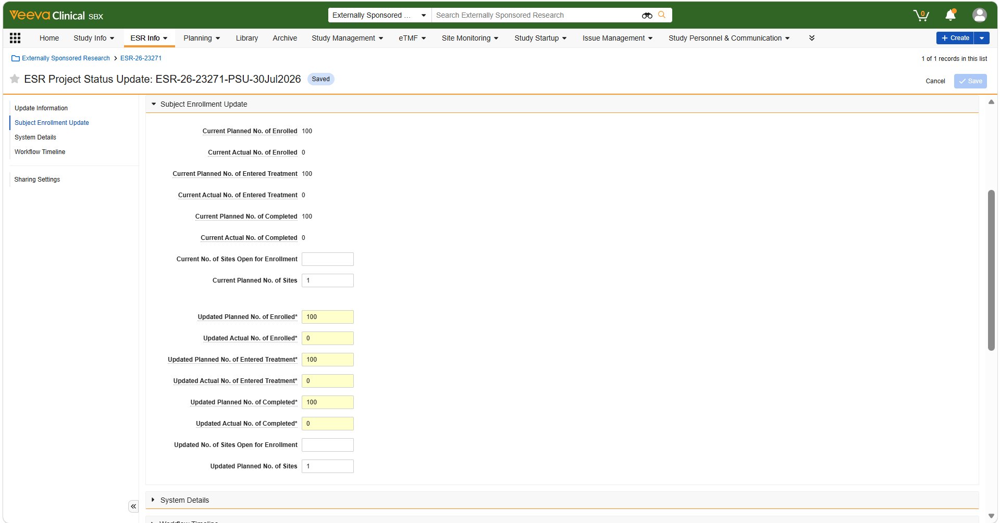 Veeva Clinical SBX
Externally Sponsored ...
Search Externally Sponsored Research
0
Home
Study Info
ESR Info
Planning
Library
Archive
Study Management
eTMF
Site Monitoring
Study Startup
Issue Management
Study Personnel & Communication
+ Create
Externally Sponsored Research > ESR-26-23271
1 of 1 records in this list
ESR Project Status Update: ESR-26-23271-PSU-30Jul2026
Saved
Cancel
Save
Update Information
Subject Enrollment Update
System Details
Workflow Timeline
Sharing Settings
Subject Enrollment Update
Current Planned No. of Enrolled 100
Current Actual No. of Enrolled 0
Current Planned No. of Entered Treatment 100
Current Actual No. of Entered Treatment 0
Current Planned No. of Completed 100
Current Actual No. of Completed 0
Current No. of Sites Open for Enrollment
Current Planned No. of Sites 1
Updated Planned No. of Enrolled* 100
Updated Actual No. of Enrolled* 0
Updated Planned No. of Entered Treatment* 100
Updated Actual No. of Entered Treatment* 0
Updated Planned No. of Completed* 100
Updated Actual No. of Completed* 0
Updated No. of Sites Open for Enrollment
Updated Planned No. of Sites 1
System Details
Workflow Timeline